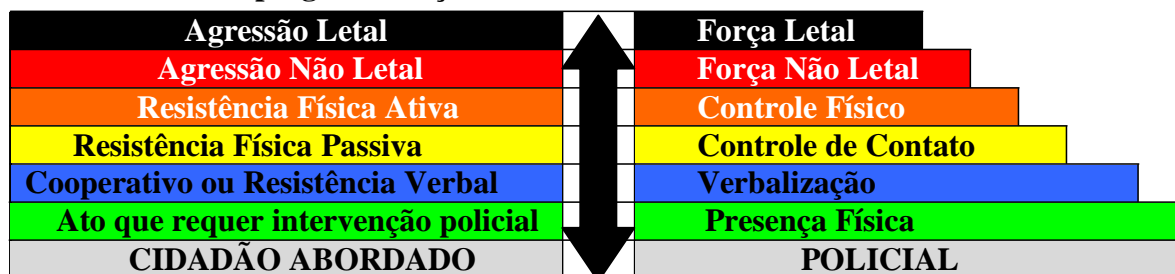 Agressão Letal Força Letal
Agressão Não Letal Força Não Letal
Resistência Física Ativa Controle Físico
Resistência Física Passiva Controle de Contato
Cooperativo ou Resistência Verbal Verbalização
Ato que requer intervenção policial Presença Física
CIDADÃO ABORDADO POLICIAL